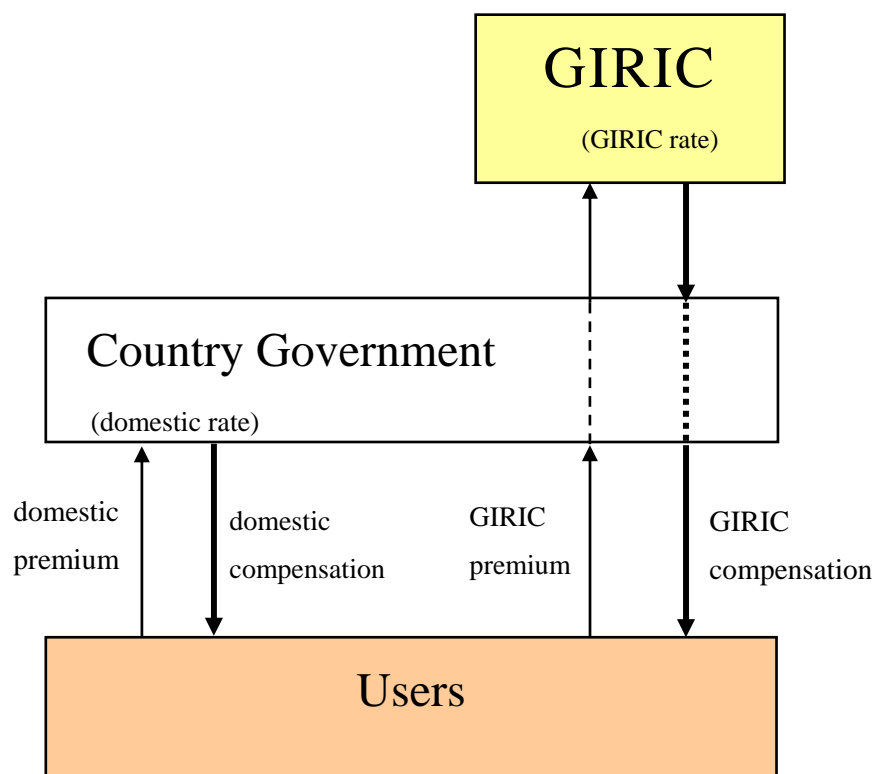 GIRIC
(GIRIC rate)
Country Government
(domestic rate)
domestic
premium
domestic
compensation
GIRIC
premium
GIRIC
compensation
Users